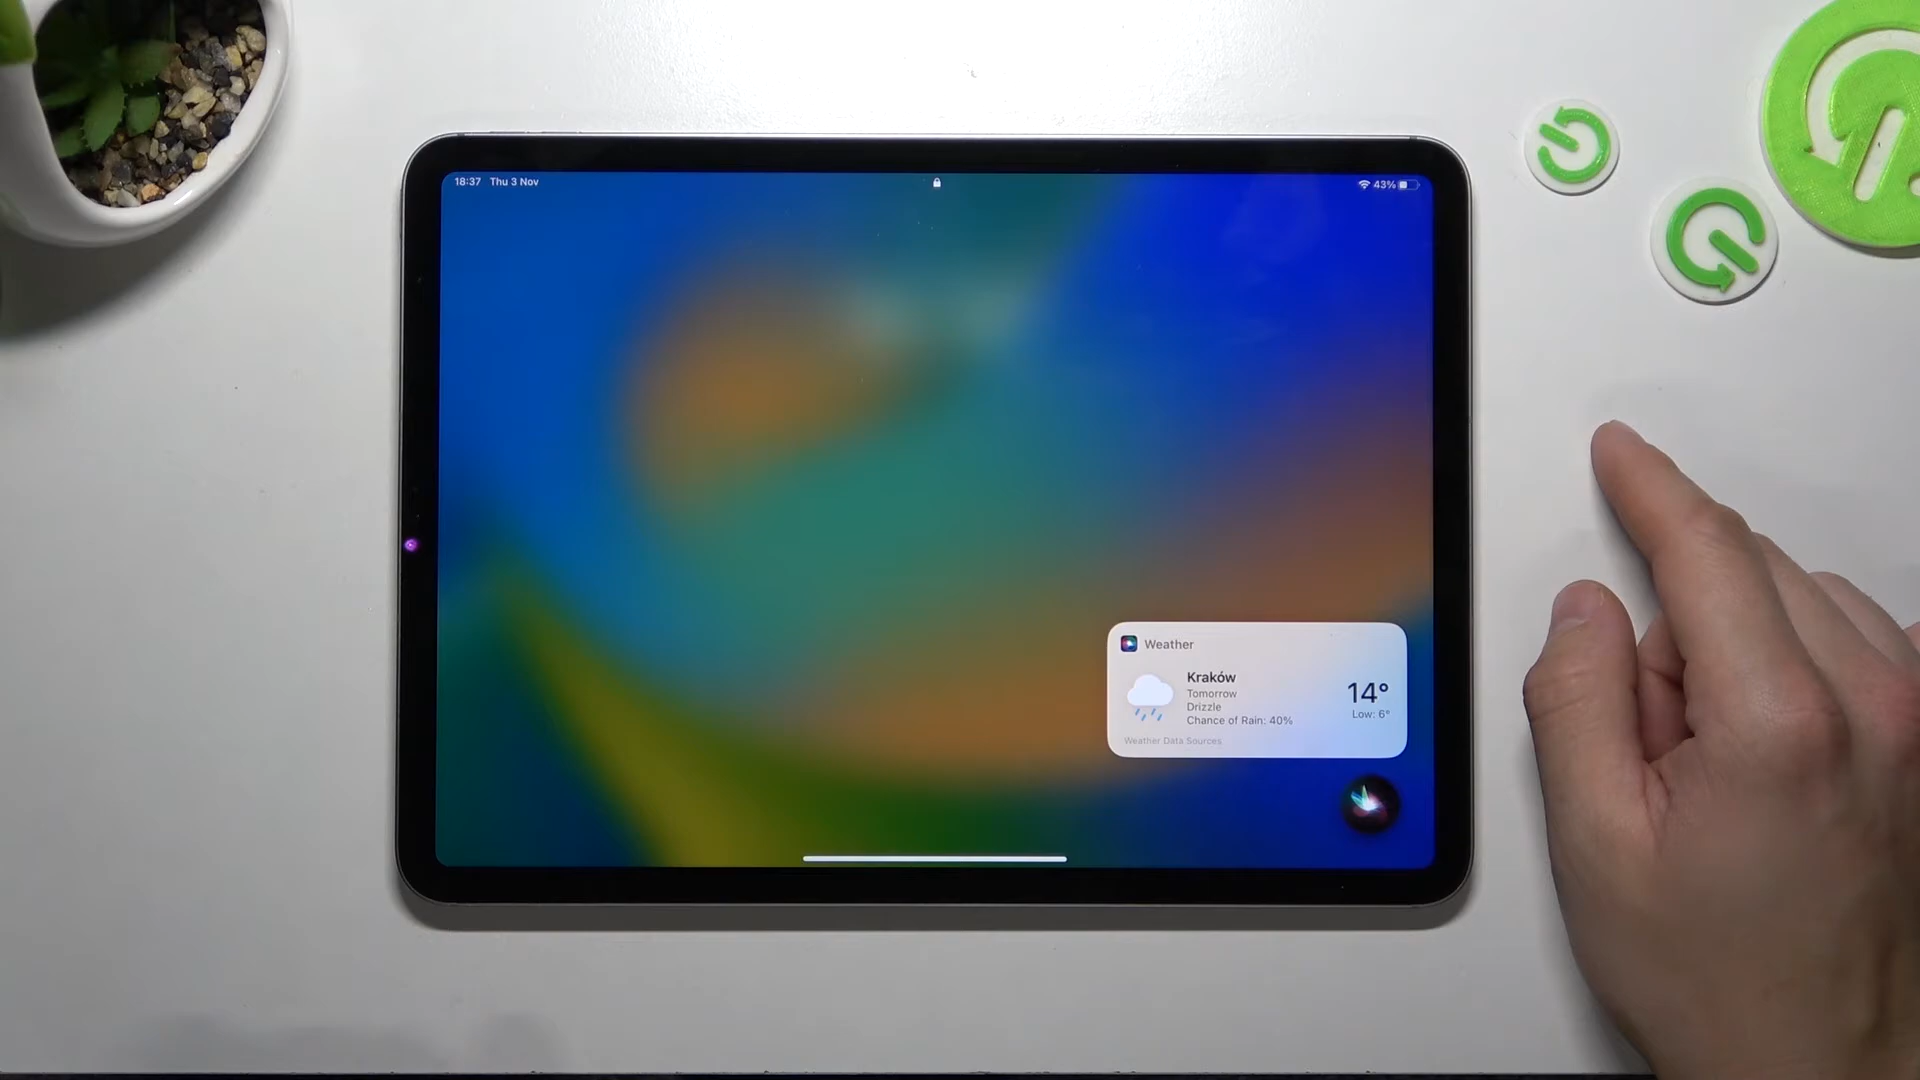 18:37 Thu 3 Nov
43%
Weather
Kraków
Tomorrow
Drizzle
Chance of Rain: 40%
14°
Low: 6°
Weather Data Sources